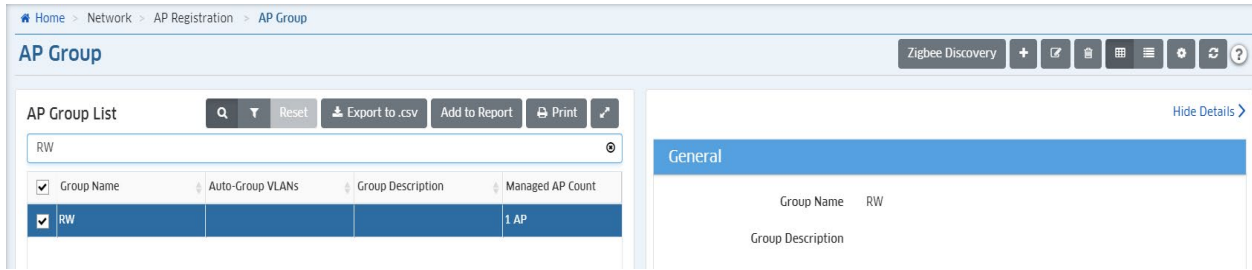 Home > Network > AP Registration > AP Group
AP Group
Zigbee Discovery
AP Group List
Reset
Export to .csv
Add to Report
Print
Hide Details
RW
General
Group Name
Auto-Group VLANs
Group Description
Managed AP Count
RW
1 AP
Group Name RW
Group Description